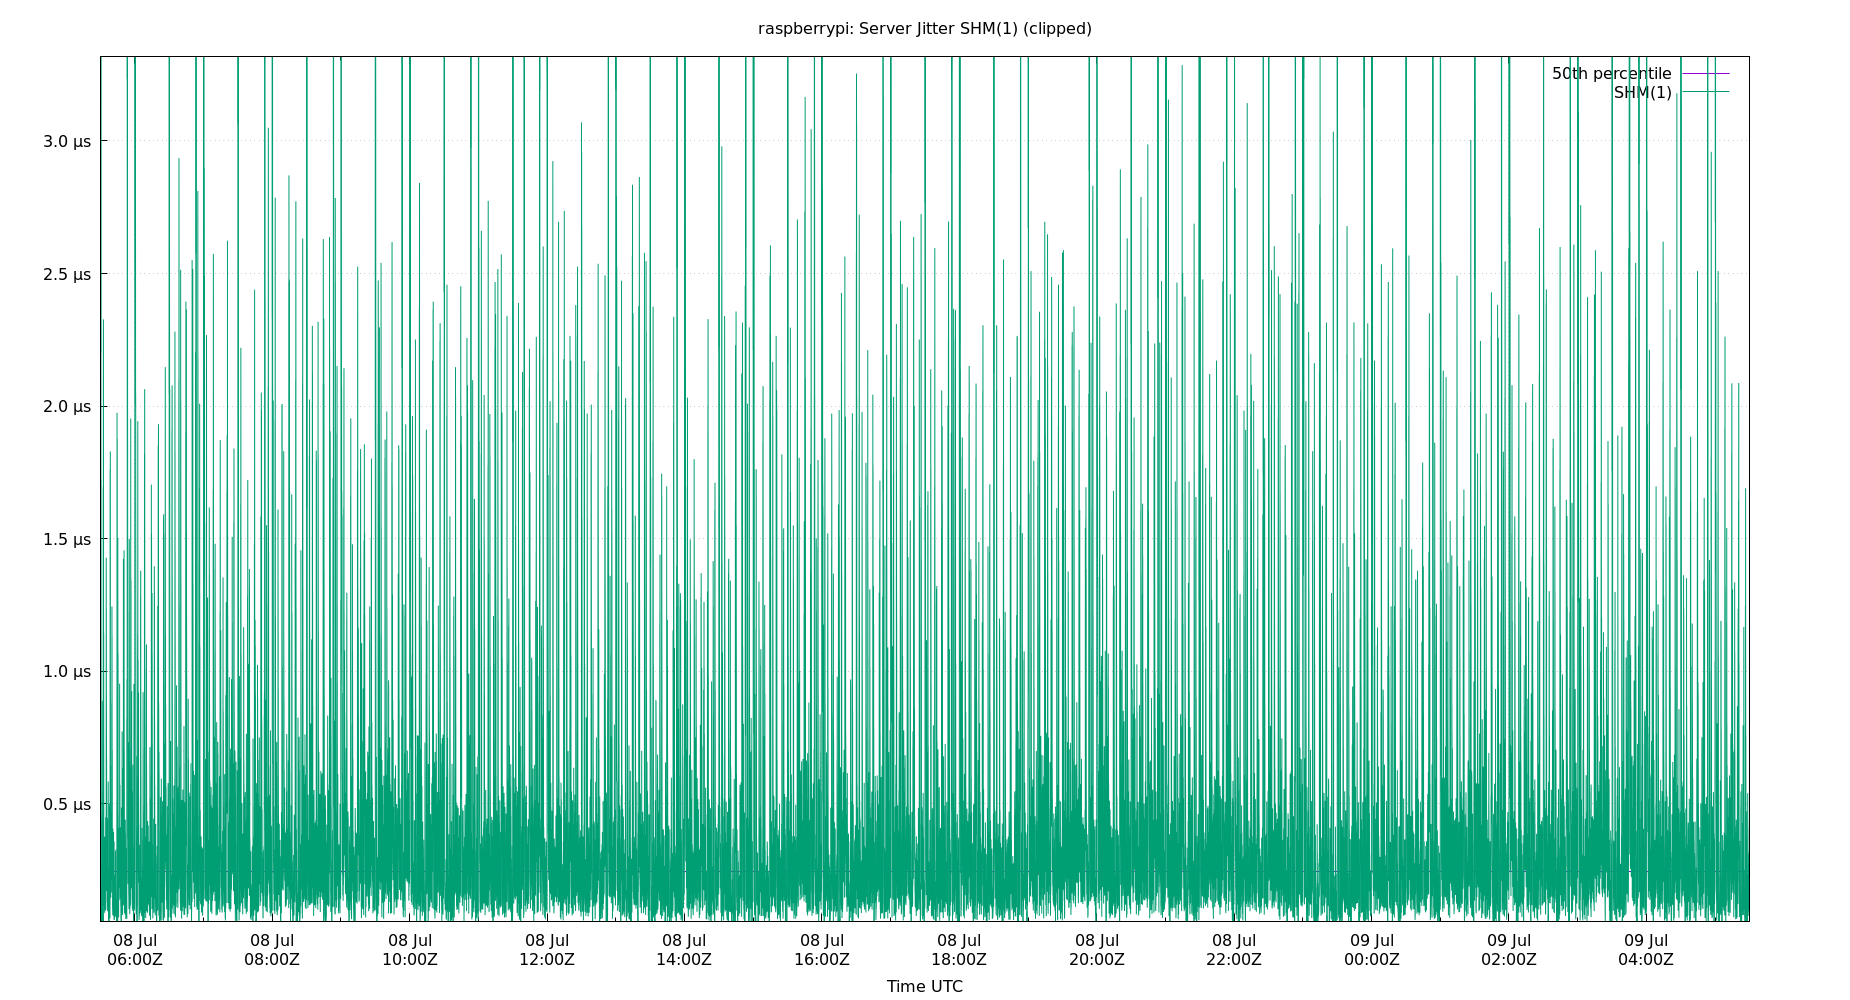 raspberrypi: Server Jitter SHM(1) (clipped)
50th percentile
SHM(1)
3.0 µs
2.5 µs
2.0 µs
1.5 µs
1.0 µs
0.5 µs
08 Jul 08 Jul 08 Jul 08 Jul 08 Jul 08 Jul 08 Jul 08 Jul 08 Jul 09 Jul 09 Jul 09 Jul
06:00Z 08:00Z 10:00Z 12:00Z 14:00Z 16:00Z 18:00Z 20:00Z 22:00Z 00:00Z 02:00Z 04:00Z
Time UTC